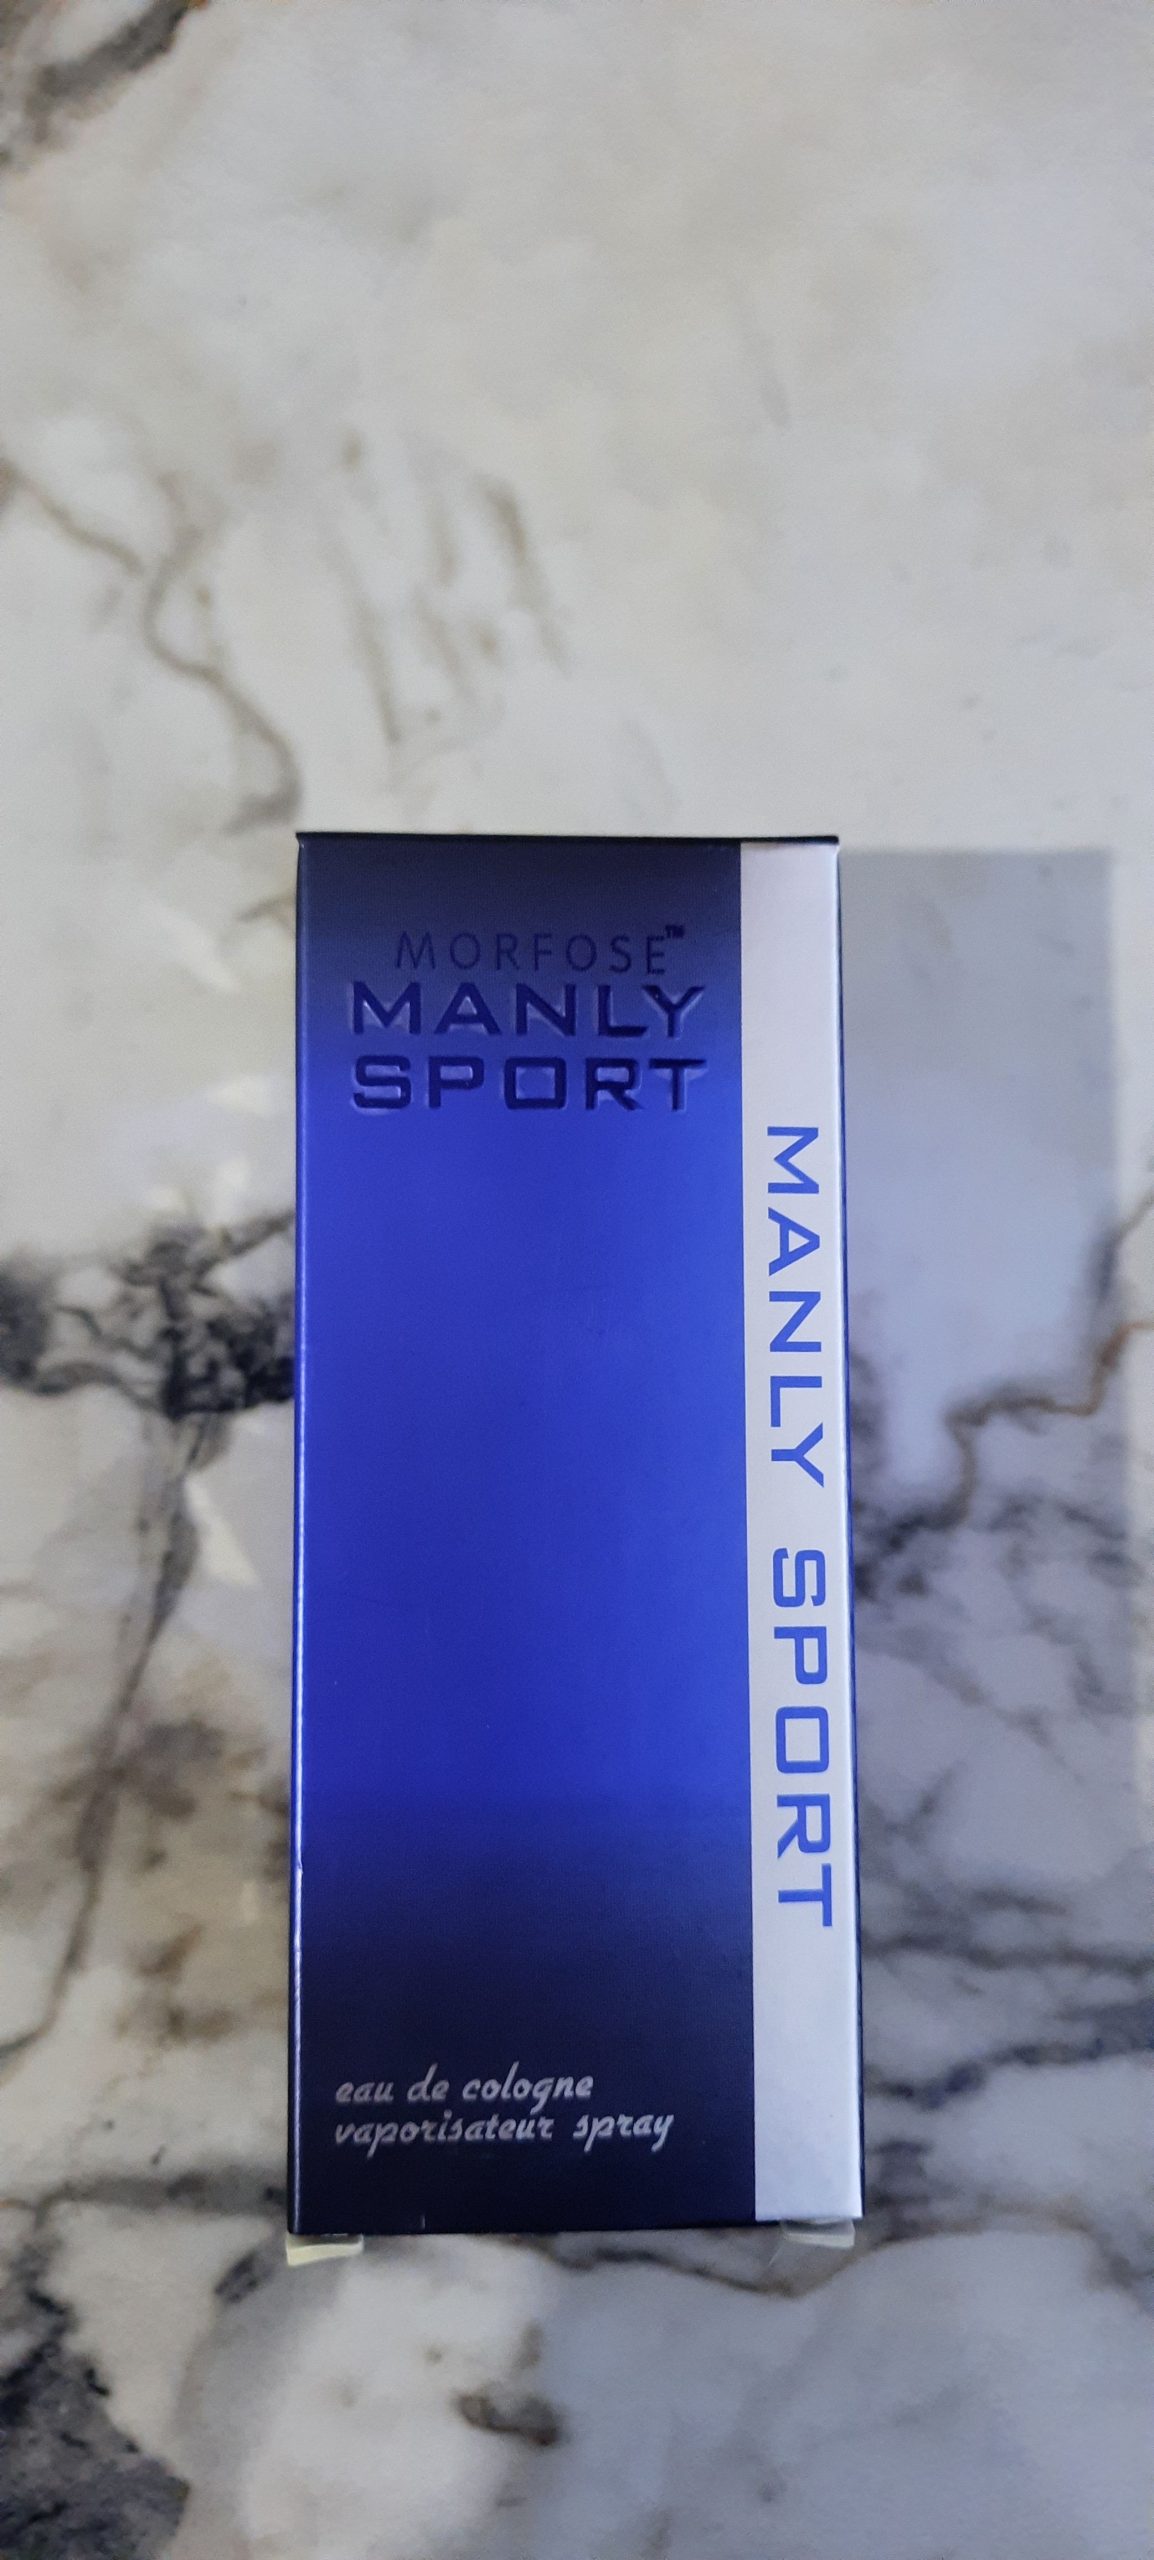 MORFOSE™
MANLY
SPORT
MANLY SPORT
eau de cologne
vaporisateur spray